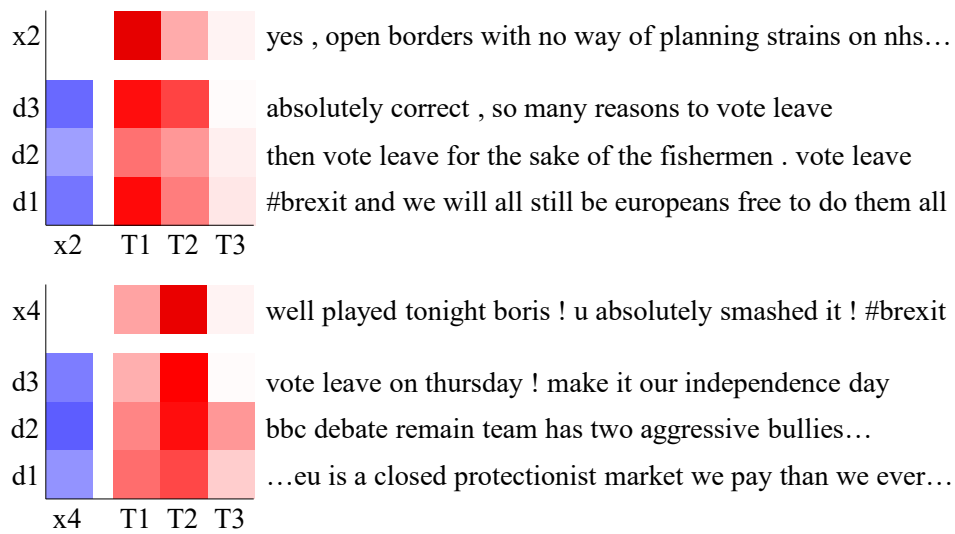 x2 yes , open borders with no way of planning strains on nhs…
d3 absolutely correct , so many reasons to vote leave
d2 then vote leave for the sake of the fishermen . vote leave
d1 #brexit and we will all still be europeans free to do them all
x2 T1 T2 T3
x4 well played tonight boris ! u absolutely smashed it ! #brexit
d3 vote leave on thursday ! make it our independence day
d2 bbc debate remain team has two aggressive bullies…
d1 …eu is a closed protectionist market we pay than we ever…
x4 T1 T2 T3